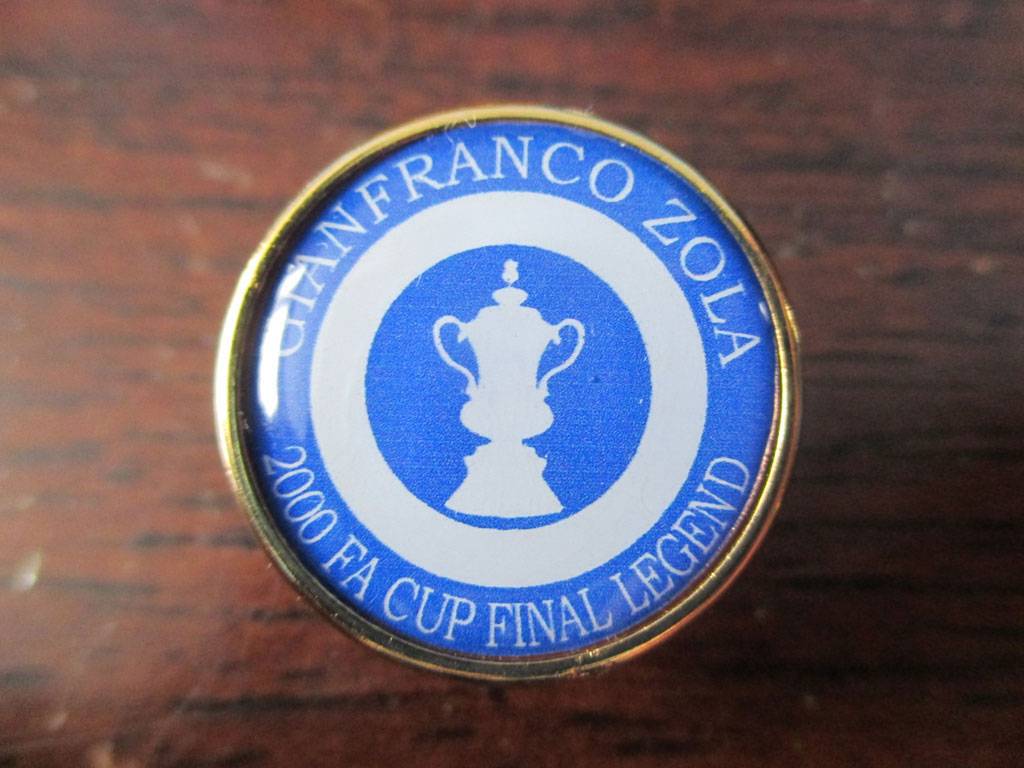 GIANFRANCO ZOLA
2000 FA CUP FINAL LEGEND